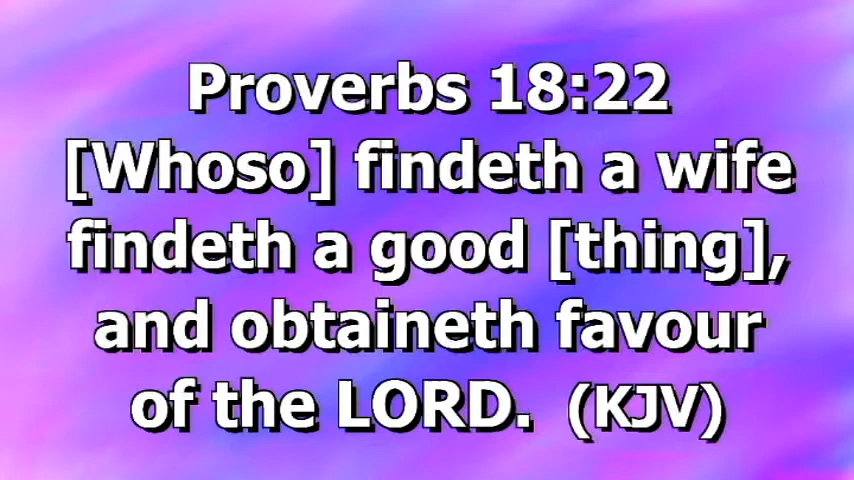 Proverbs 18:22
[Whoso] findeth a wife
findeth a good [thing],
and obtaineth favour
of the LORD. (KJV)